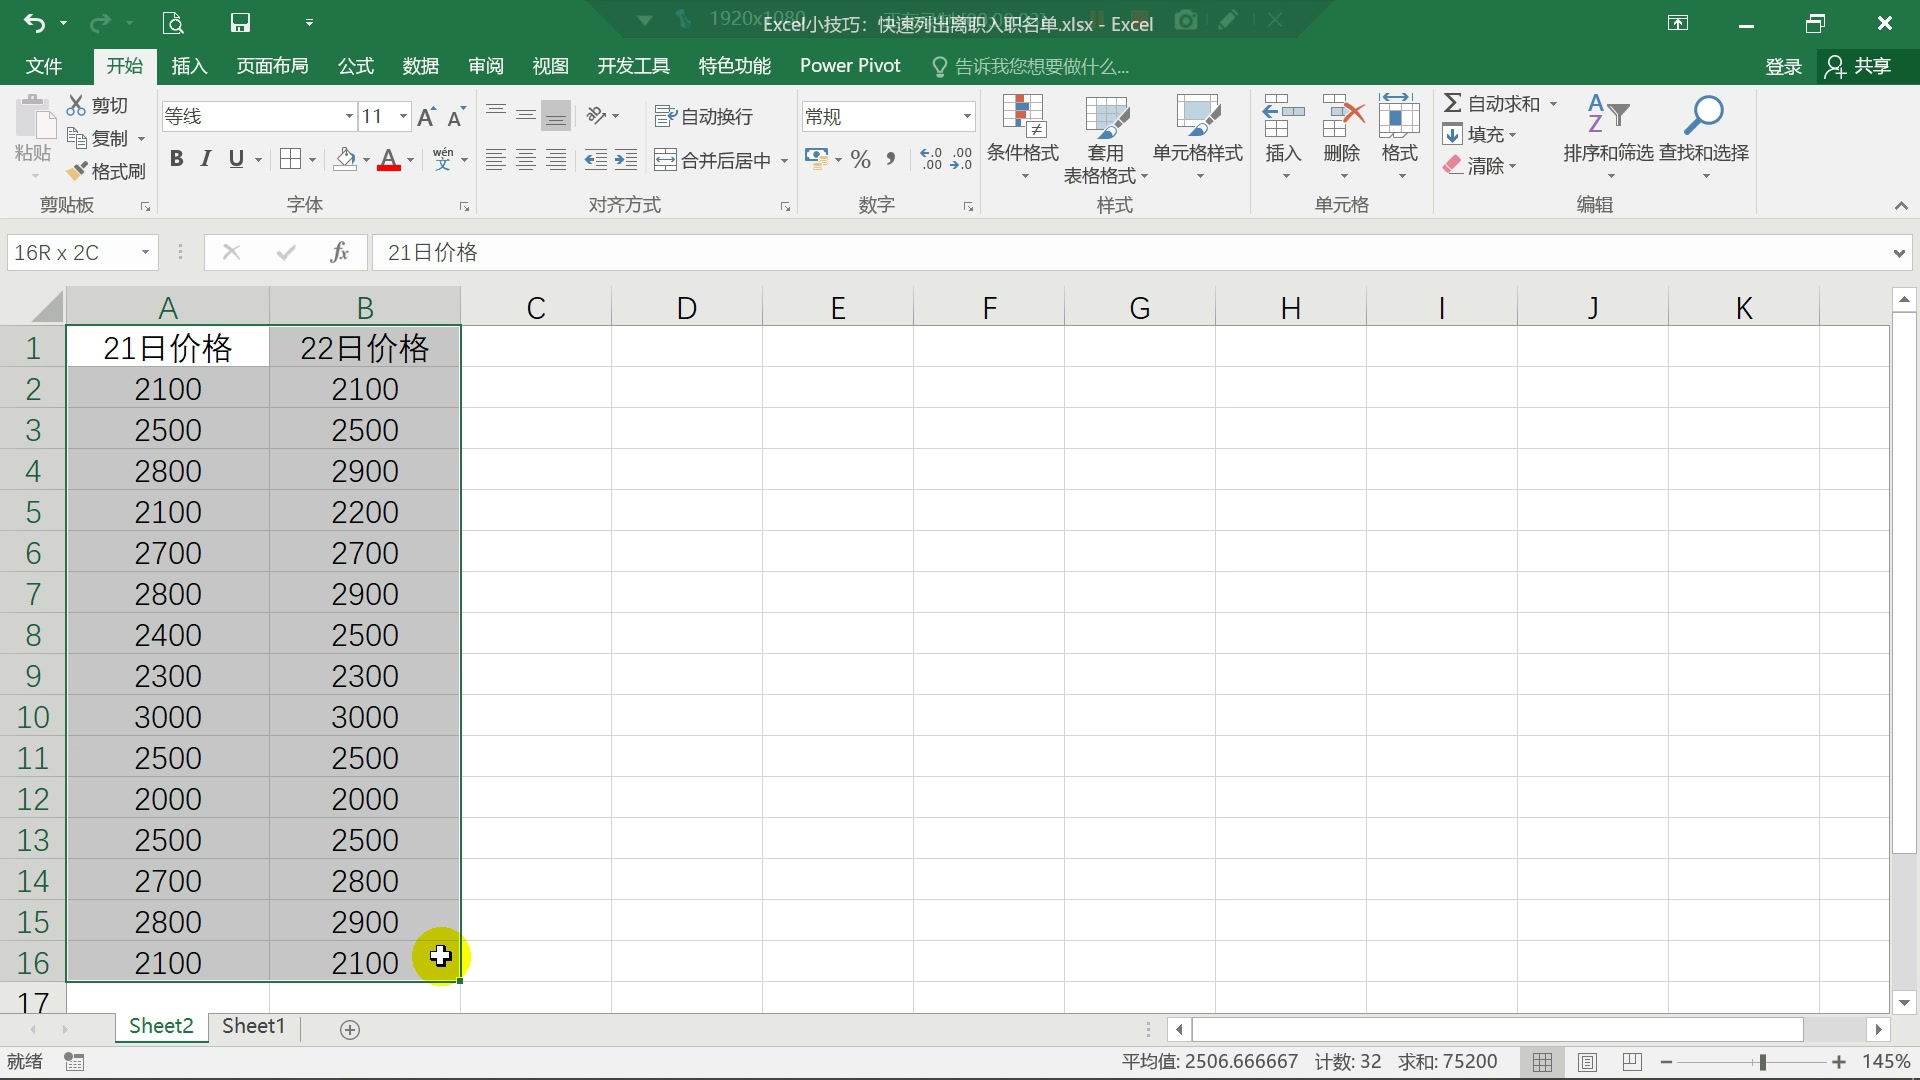 1920x1080
Excel小技巧：快速列出离职入职名单.xlsx - Excel
文件 开始 插入 页面布局 公式 数据 审阅 视图 开发工具 特色功能 Power Pivot 告诉我您想要做什么... 登录 共享
粘贴 剪切 复制 格式刷
等线 11
B I U A wén 文
自动换行
合并后居中
常规
% .00 .00
条件格式 套用 表格格式 单元格样式 插入 删除 格式
自动求和
填充
清除
排序和筛选 查找和选择
剪贴板 字体 对齐方式 数字 样式 单元格 编辑
16R x 2C fx 21日价格
A B C D E F G H I J K
1 21日价格 22日价格
2 2100 2100
3 2500 2500
4 2800 2900
5 2100 2200
6 2700 2700
7 2800 2900
8 2400 2500
9 2300 2300
10 3000 3000
11 2500 2500
12 2000 2000
13 2500 2500
14 2700 2800
15 2800 2900
16 2100 2100
17
Sheet2 Sheet1
就绪 平均值: 2506.666667 计数: 32 求和: 75200 145%